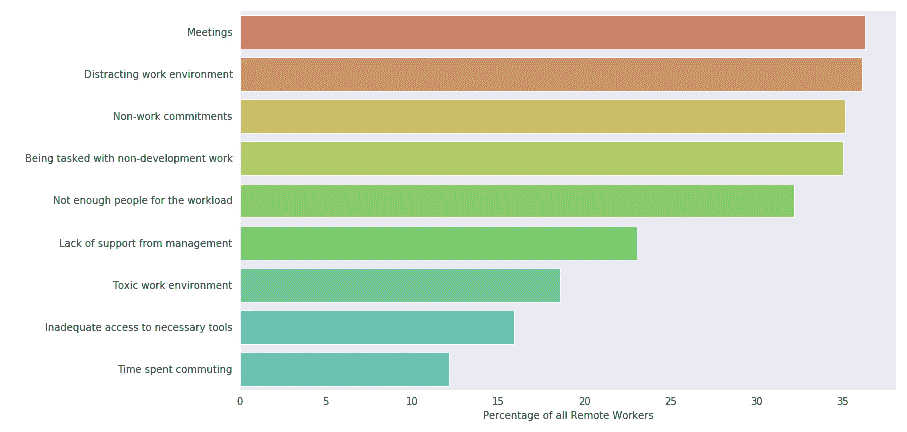 Meetings
Distracting work environment
Non-work commitments
Being tasked with non-development work
Not enough people for the workload
Lack of support from management
Toxic work environment
Inadequate access to necessary tools
Time spent commuting
0 5 10 15 20 25 30 35
Percentage of all Remote Workers